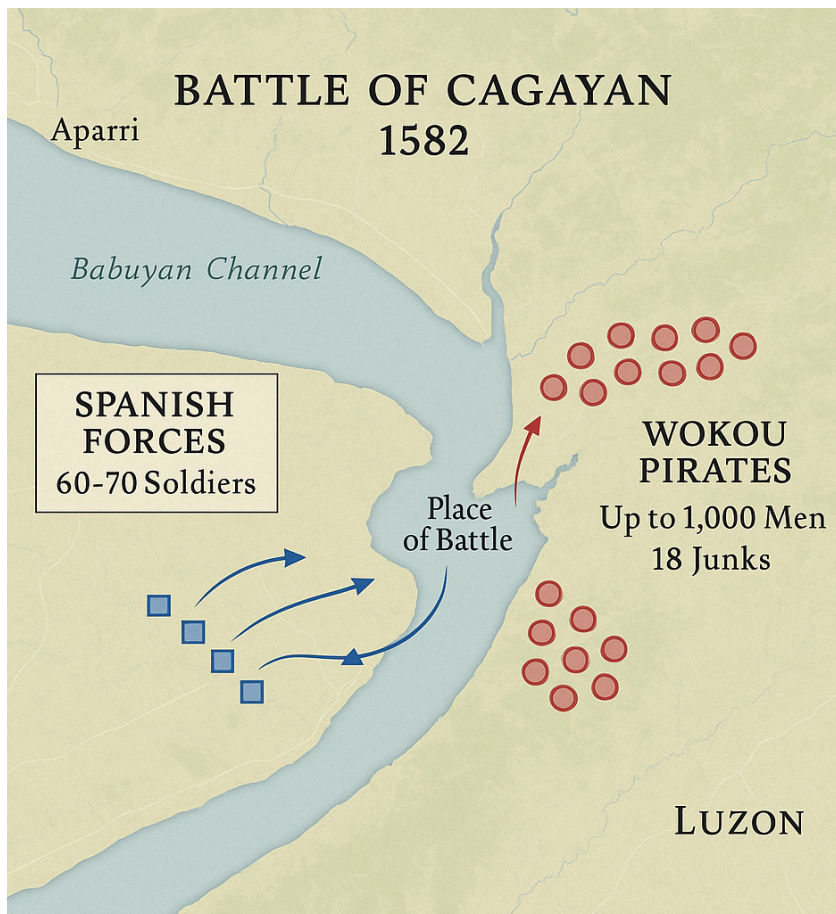 BATTLE OF CAGAYAN
1582
Aparri
Babuyan Channel
SPANISH
FORCES
60-70 Soldiers
WOKOU
PIRATES
Up to 1,000 Men
18 Junks
Place
of Battle
LUZON